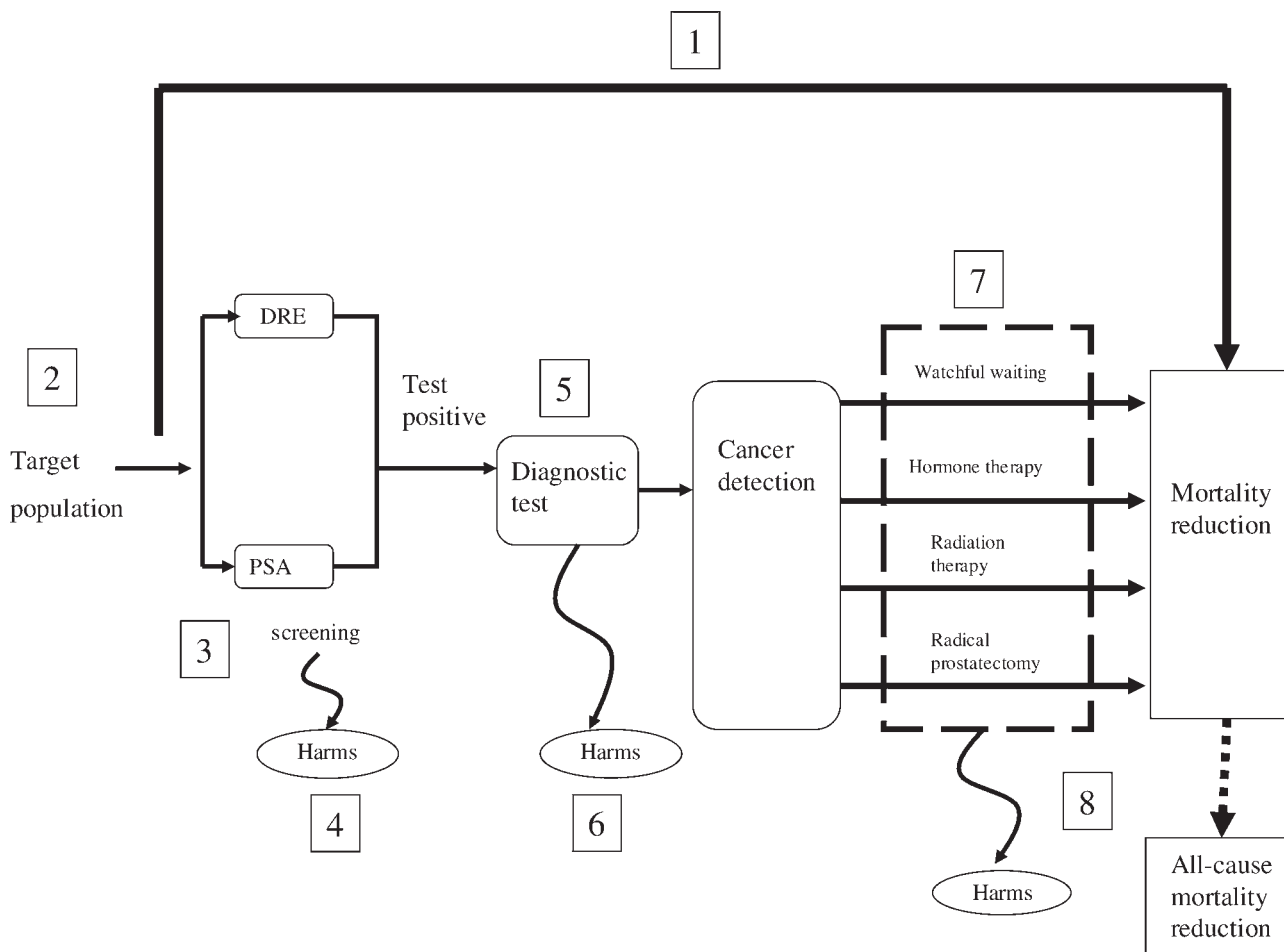 1
7
DRE
2
Test
positive
5
Watchful waiting
Target
population
Diagnostic
test
Cancer
detection
Hormone therapy
Mortality
reduction
Radiation
therapy
PSA
3
screening
Radical
prostatectomy
Harms
Harms
4
6
8
Harms
All-cause
mortality
reduction